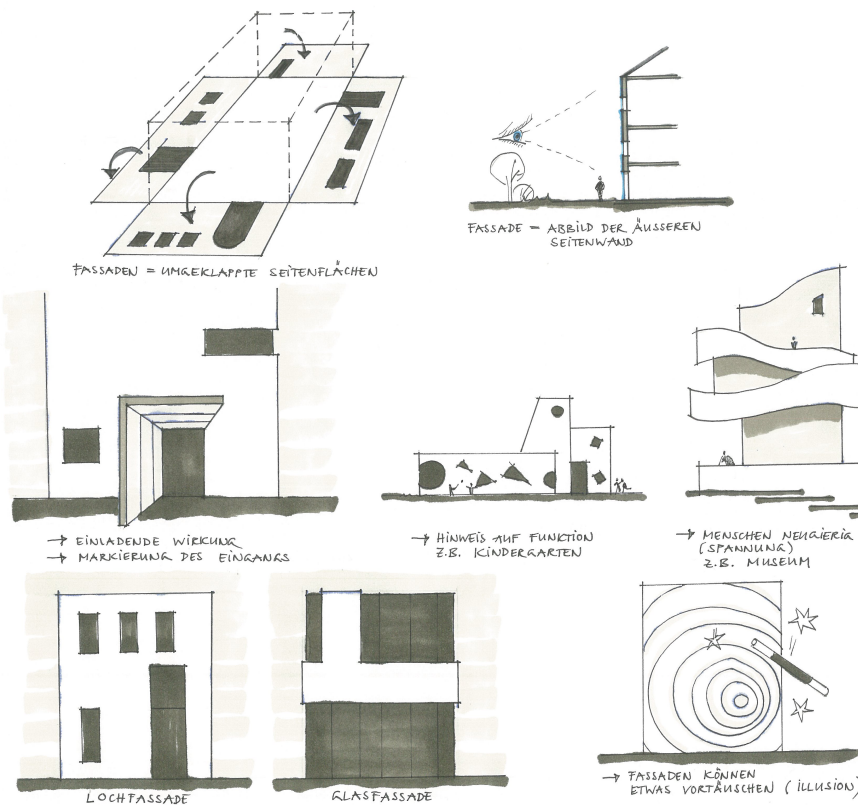 FASSADEN = UMGEKLAPPTE SEITENFLÄCHEN
FASSADE = ABBILD DER ÄUSSEREN
SEITENWAND
→ EINLADENDE WIRKUNG
→ MARKIERUNG DES EINGANGS
→ HINWEIS AUF FUNKTION
Z.B. KINDERGARTEN
→ MENSCHEN NEUGIERIG
(SPANNUNG)
Z.B. MUSEUM
LOCHFASSADE
GLASFASSADE
→ FASSADEN KÖNNEN
ETWAS VORTÄUSCHEN (ILLUSION)